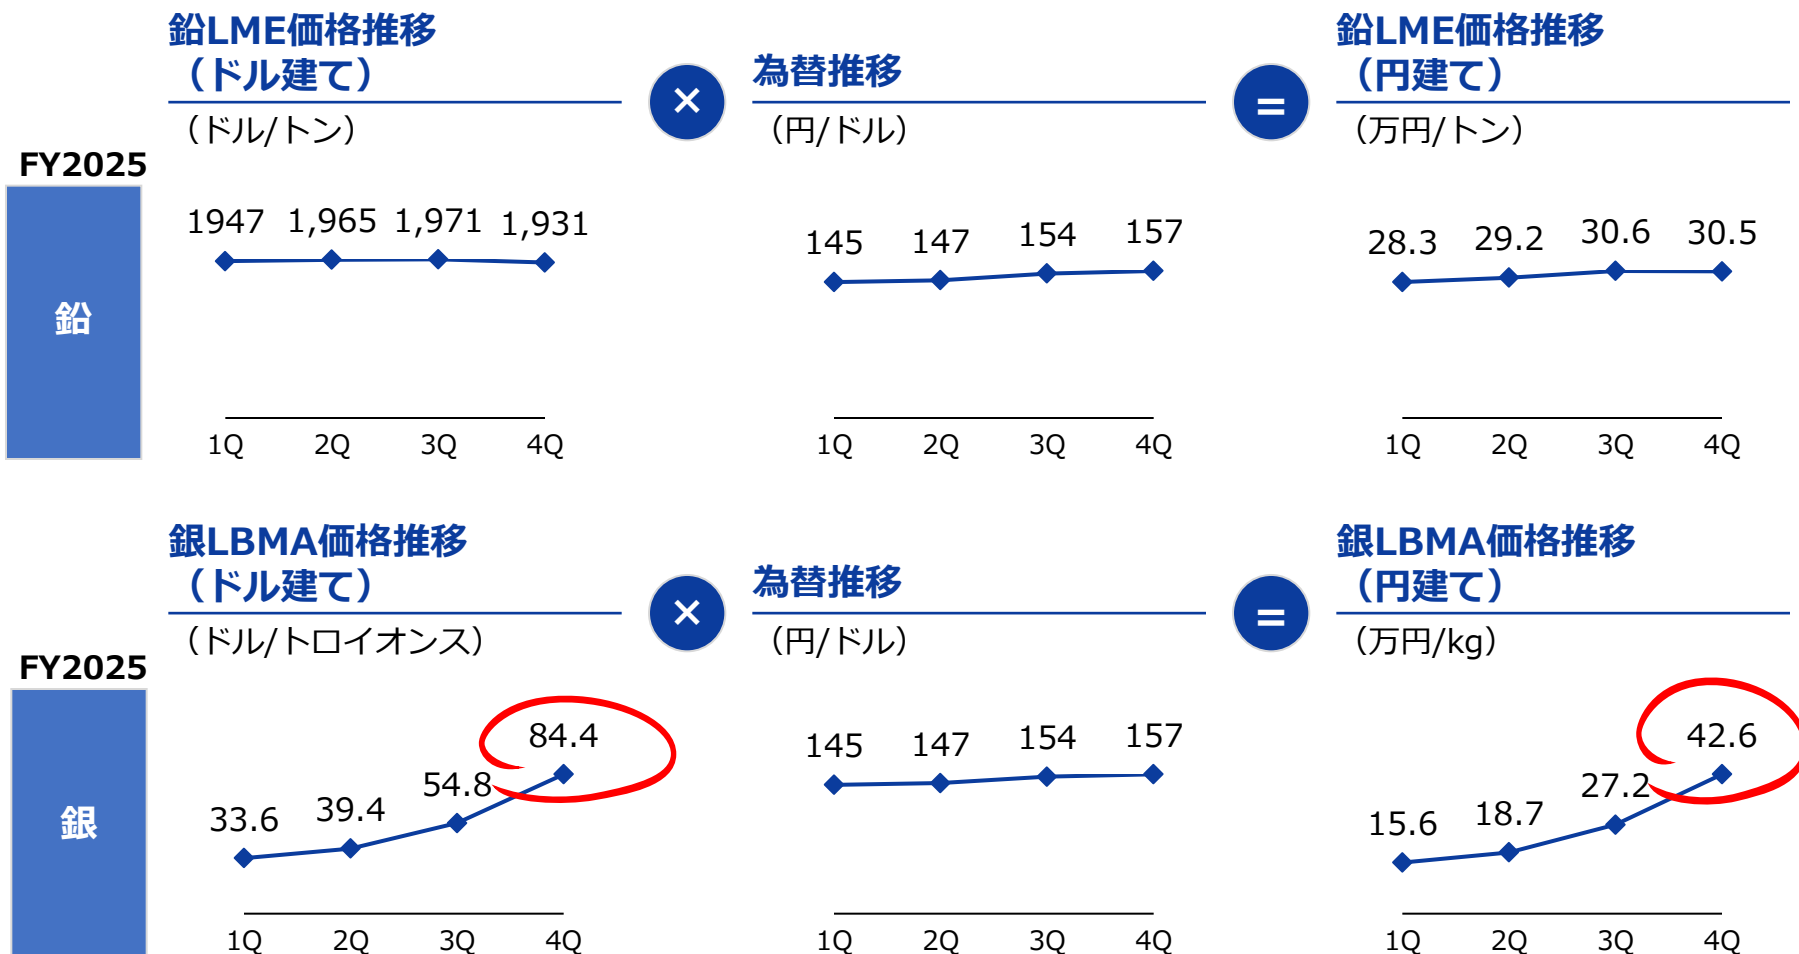 鉛LME価格推移
（ドル建て）
（ドル/トン）
×
為替推移
（円/ドル）
=
鉛LME価格推移
（円建て）
（万円/トン）
FY2025
鉛
1947 1,965 1,971 1,931
1Q 2Q 3Q 4Q
145 147 154 157
1Q 2Q 3Q 4Q
28.3 29.2 30.6 30.5
1Q 2Q 3Q 4Q
銀LBMA価格推移
（ドル建て）
（ドル/トロイオンス）
×
為替推移
（円/ドル）
=
銀LBMA価格推移
（円建て）
（万円/kg）
FY2025
銀
33.6 39.4 54.8 84.4
1Q 2Q 3Q 4Q
145 147 154 157
1Q 2Q 3Q 4Q
15.6 18.7 27.2 42.6
1Q 2Q 3Q 4Q